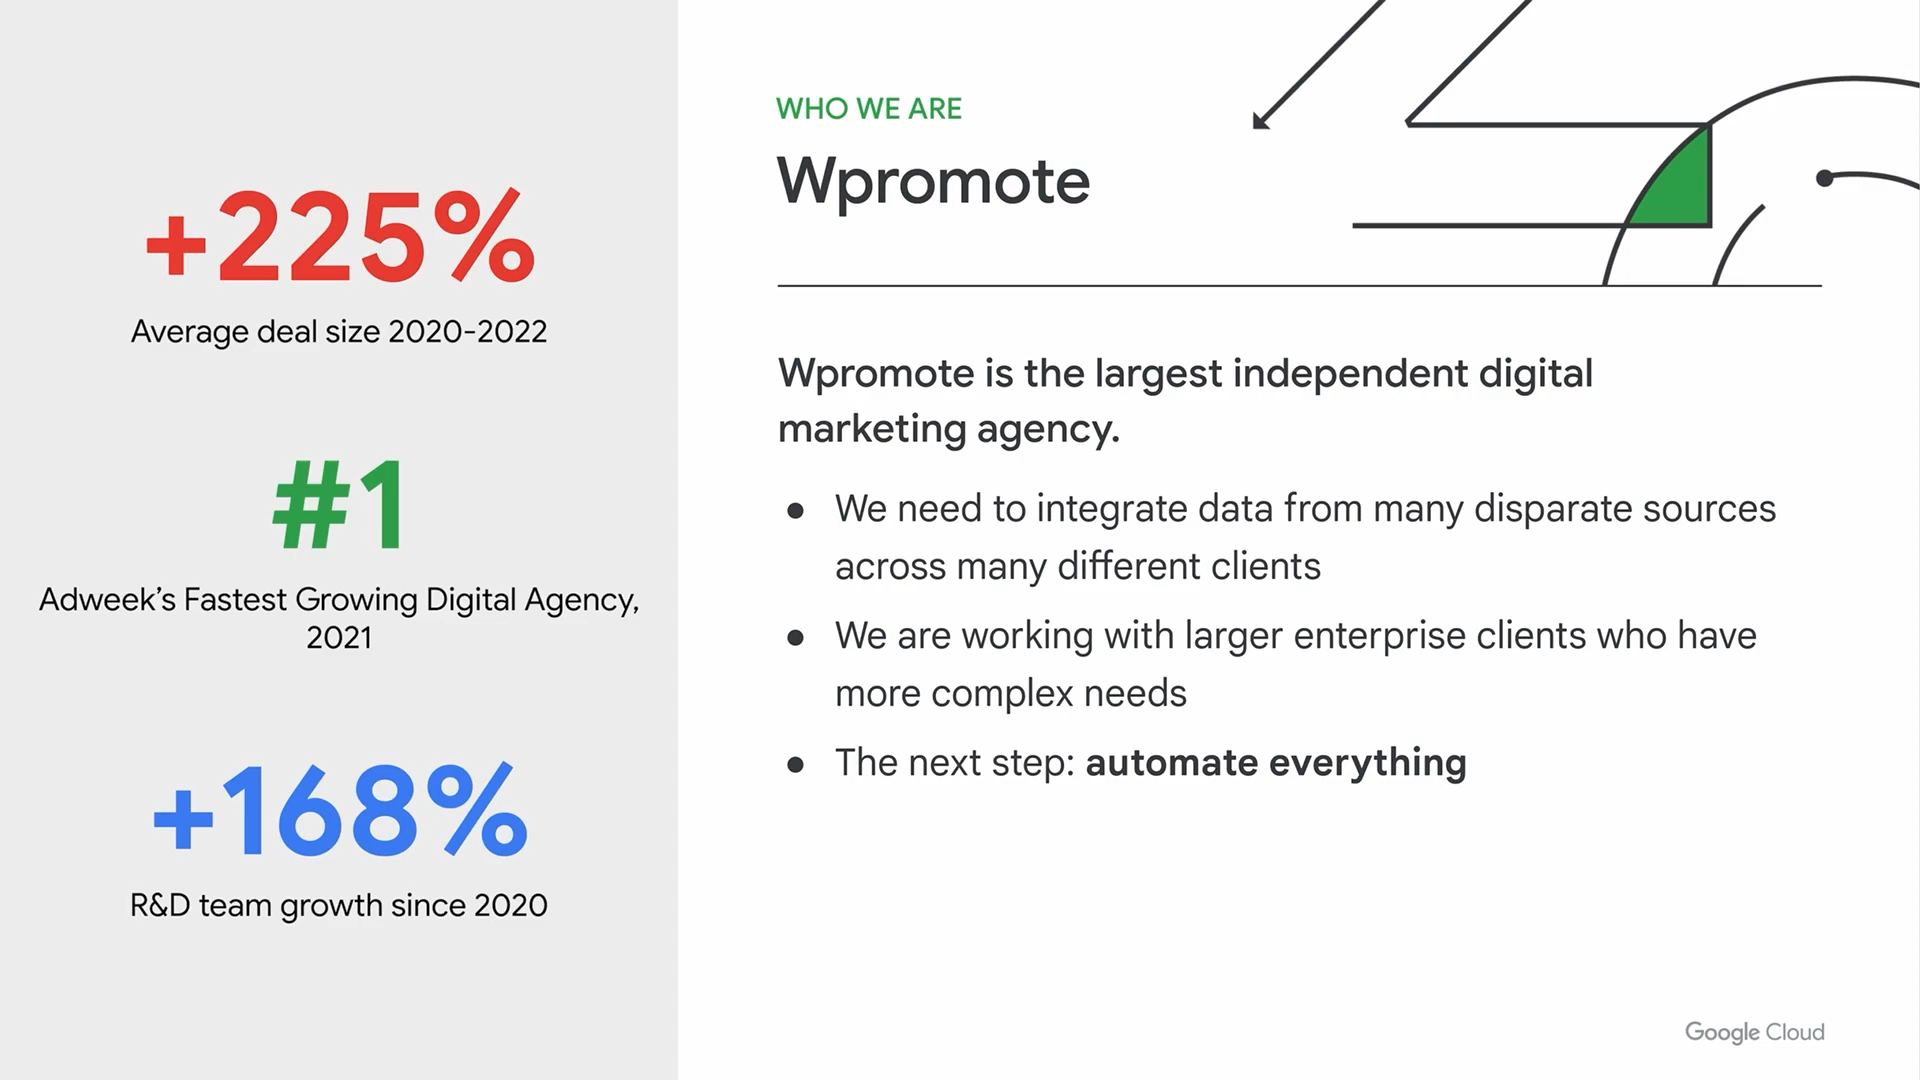 +225%
Average deal size 2020-2022
#1
Adweek’s Fastest Growing Digital Agency,
2021
+168%
R&D team growth since 2020
WHO WE ARE
Wpromote
Wpromote is the largest independent digital
marketing agency.
● We need to integrate data from many disparate sources
across many different clients
● We are working with larger enterprise clients who have
more complex needs
● The next step: automate everything
Google Cloud